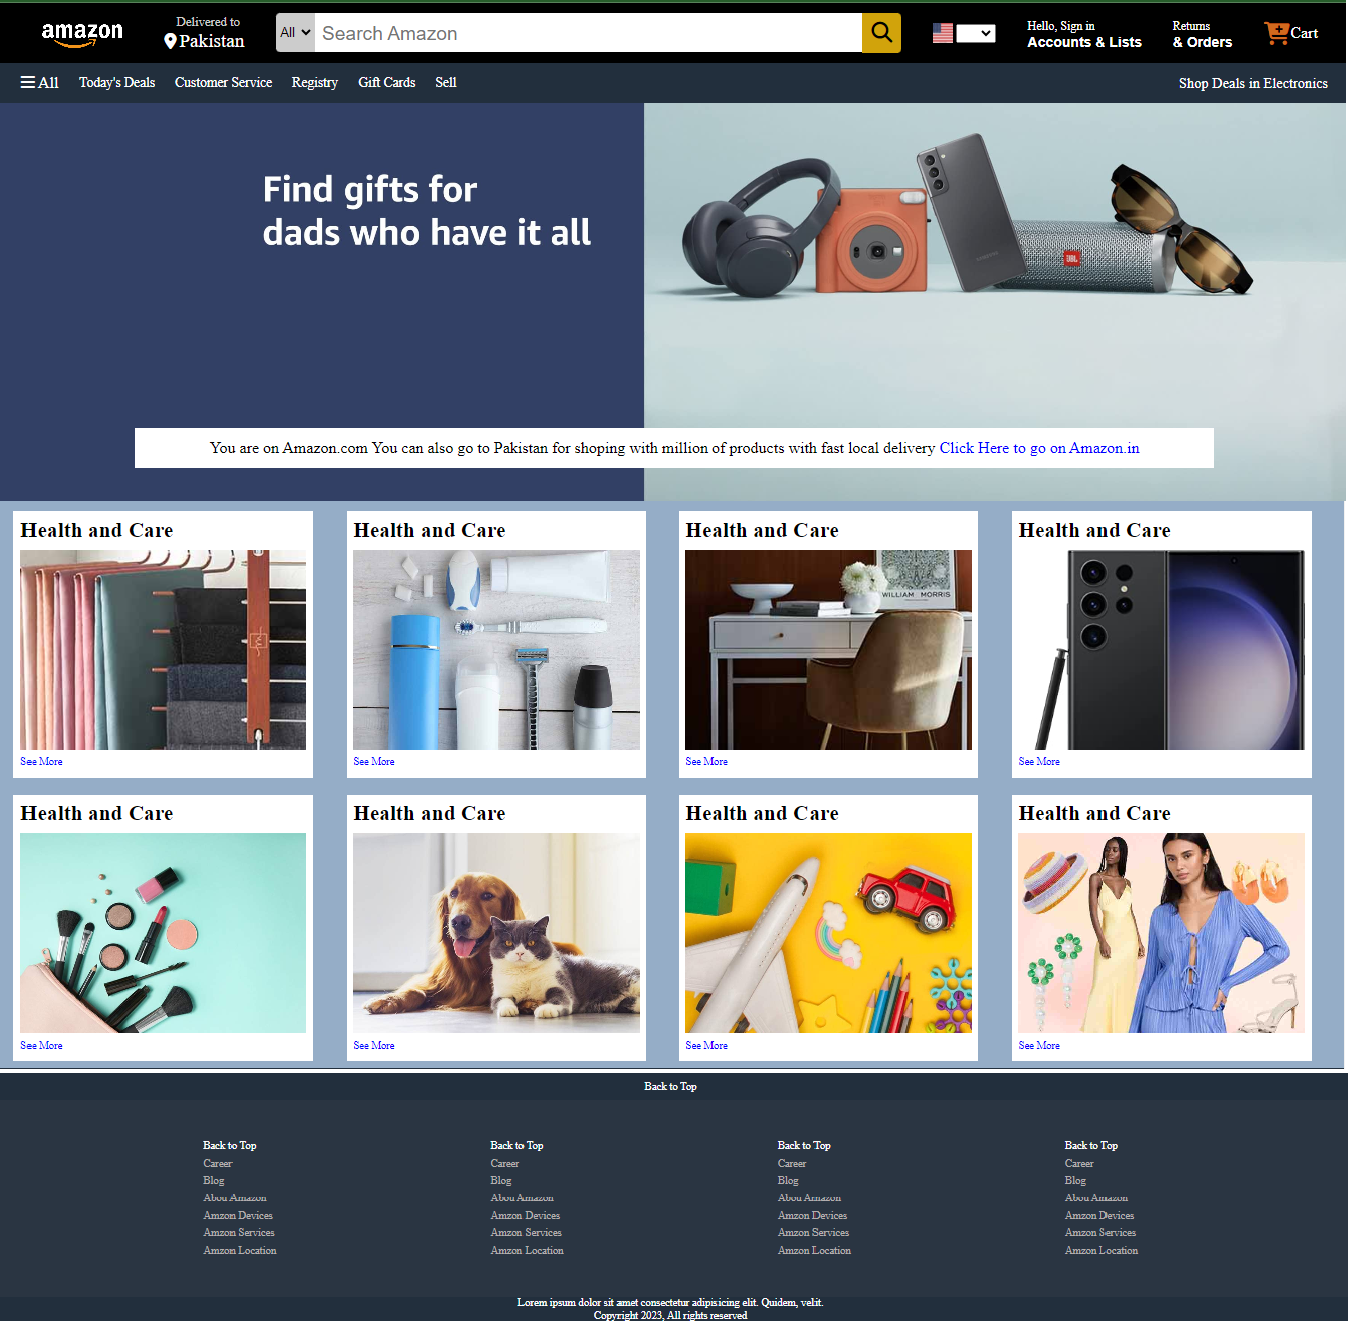 amazon
Delivered to
Pakistan
All
Search Amazon
Hello, Sign in
Accounts & Lists
Returns
& Orders
Cart
All
Today's Deals
Customer Service
Registry
Gift Cards
Sell
Shop Deals in Electronics
Find gifts for
dads who have it all
JBL
SAMSUNG
You are on Amazon.com You can also go to Pakistan for shoping with million of products with fast local delivery Click Here to go on Amazon.in
Health and Care
Health and Care
Health and Care
Health and Care
WILLIAM MORRIS
See More
See More
See More
See More
Health and Care
Health and Care
Health and Care
Health and Care
See More
See More
See More
See More
Back to Top
Back to Top
Career
Blog
Abou Amazon
Amzon Devices
Amzon Services
Amzon Location
Back to Top
Career
Blog
Abou Amazon
Amzon Devices
Amzon Services
Amzon Location
Back to Top
Career
Blog
Abou Amazon
Amzon Devices
Amzon Services
Amzon Location
Back to Top
Career
Blog
Abou Amazon
Amzon Devices
Amzon Services
Amzon Location
Lorem ipsum dolor sit amet consectetur adipisicing elit. Quidem, velit.
Copyright 2023, All rights reserved